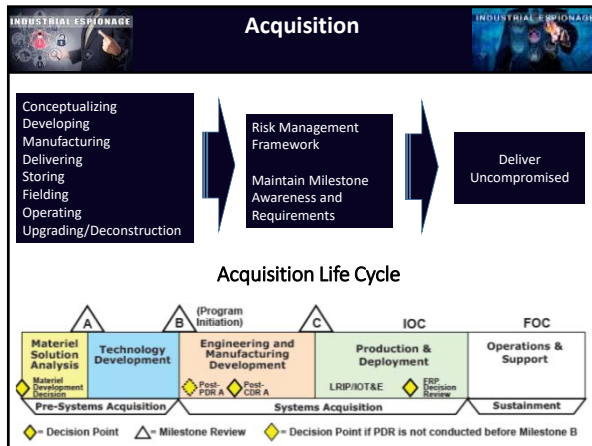 INDUSTRIAL ESPIONAGE
Acquisition
INDUSTRIAL ESPIONAGE
Conceptualizing
Developing
Manufacturing
Delivering
Storing
Fielding
Operating
Upgrading/Deconstruction
Risk Management
Framework
Maintain Milestone
Awareness and
Requirements
Deliver
Uncompromised
Acquisition Life Cycle
A
B
(Program
Initiation)
C
IOC
FOC
Materiel
Solution
Analysis
Technology
Development
Engineering and
Manufacturing
Development
Production &
Deployment
Operations &
Support
Materiel
Development
Decision
Post-
PDR A
Post-
CDR A
LRIP/IOT&E
FRP
Decision
Review
Pre-Systems Acquisition
Systems Acquisition
Sustainment
= Decision Point
= Milestone Review
= Decision Point if PDR is not conducted before Milestone B